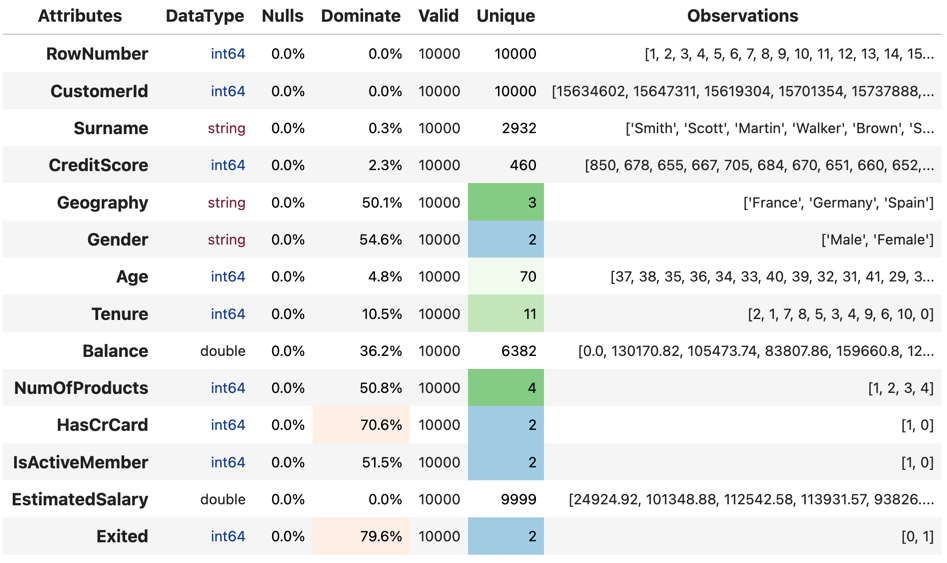 Attributes DataType Nulls Dominate Valid Unique Observations
RowNumber int64 0.0% 0.0% 10000 10000 [1, 2, 3, 4, 5, 6, 7, 8, 9, 10, 11, 12, 13, 14, 15...
CustomerId int64 0.0% 0.0% 10000 10000 [15634602, 15647311, 15619304, 15701354, 15737888,...
Surname string 0.0% 0.3% 10000 2932 ['Smith', 'Scott', 'Martin', 'Walker', 'Brown', 'S...
CreditScore int64 0.0% 2.3% 10000 460 [850, 678, 655, 667, 705, 684, 670, 651, 660, 652,...
Geography string 0.0% 50.1% 10000 3 ['France', 'Germany', 'Spain']
Gender string 0.0% 54.6% 10000 2 ['Male', 'Female']
Age int64 0.0% 4.8% 10000 70 [37, 38, 35, 36, 34, 33, 40, 39, 32, 31, 41, 29, 3...
Tenure int64 0.0% 10.5% 10000 11 [2, 1, 7, 8, 5, 3, 4, 9, 6, 10, 0]
Balance double 0.0% 36.2% 10000 6382 [0.0, 130170.82, 105473.74, 83807.86, 159660.8, 12...
NumOfProducts int64 0.0% 50.8% 10000 4 [1, 2, 3, 4]
HasCrCard int64 0.0% 70.6% 10000 2 [1, 0]
IsActiveMember int64 0.0% 51.5% 10000 2 [1, 0]
EstimatedSalary double 0.0% 0.0% 10000 9999 [24924.92, 101348.88, 112542.58, 113931.57, 93826....
Exited int64 0.0% 79.6% 10000 2 [0, 1]